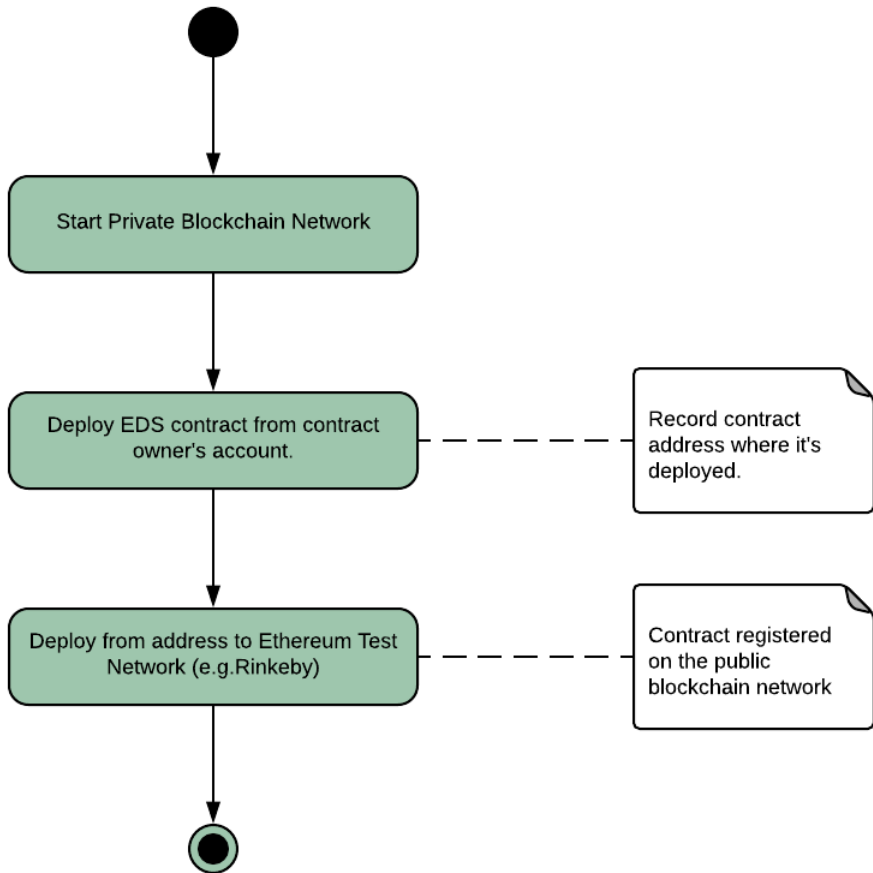 Start Private Blockchain Network
Deploy EDS contract from contract
owner's account.
Record contract
address where it's
deployed.
Deploy from address to Ethereum Test
Network (e.g.Rinkeby)
Contract registered
on the public
blockchain network